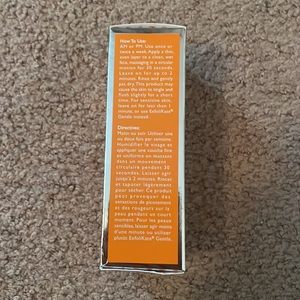 How To Use:
A.M. or P.M. Use once or
twice a week. Apply a thin,
even layer to a clean, wet
face, massaging in a circular
motion for 30 seconds.
Leave on for up to 2
minutes. Rinse and gently
pat dry. This product may
cause the skin to tingle and
flush slightly for a short
time. For sensitive skin,
leave on for less than 1
minute, or use ExfoliKate®
Gentle instead.
Directives:
Matin ou soir. Utiliser une
ou deux fois par semaine.
Humidifier le visage et
appliquer une couche fine
et uniforme en massant
dans un mouvement
circulaire pendant 30
secondes. Laisser agir
jusqu'à 2 minutes. Rincer
et tapoter légèrement
pour sécher. Ce produit
peut provoquer des
sensations de picotement
et des rougeurs sur la
peau pendant un court
moment. Pour les peaux
sensibles, laisser agir moins
d'une minute ou utiliser
plutôt ExfoliKate® Gentle.